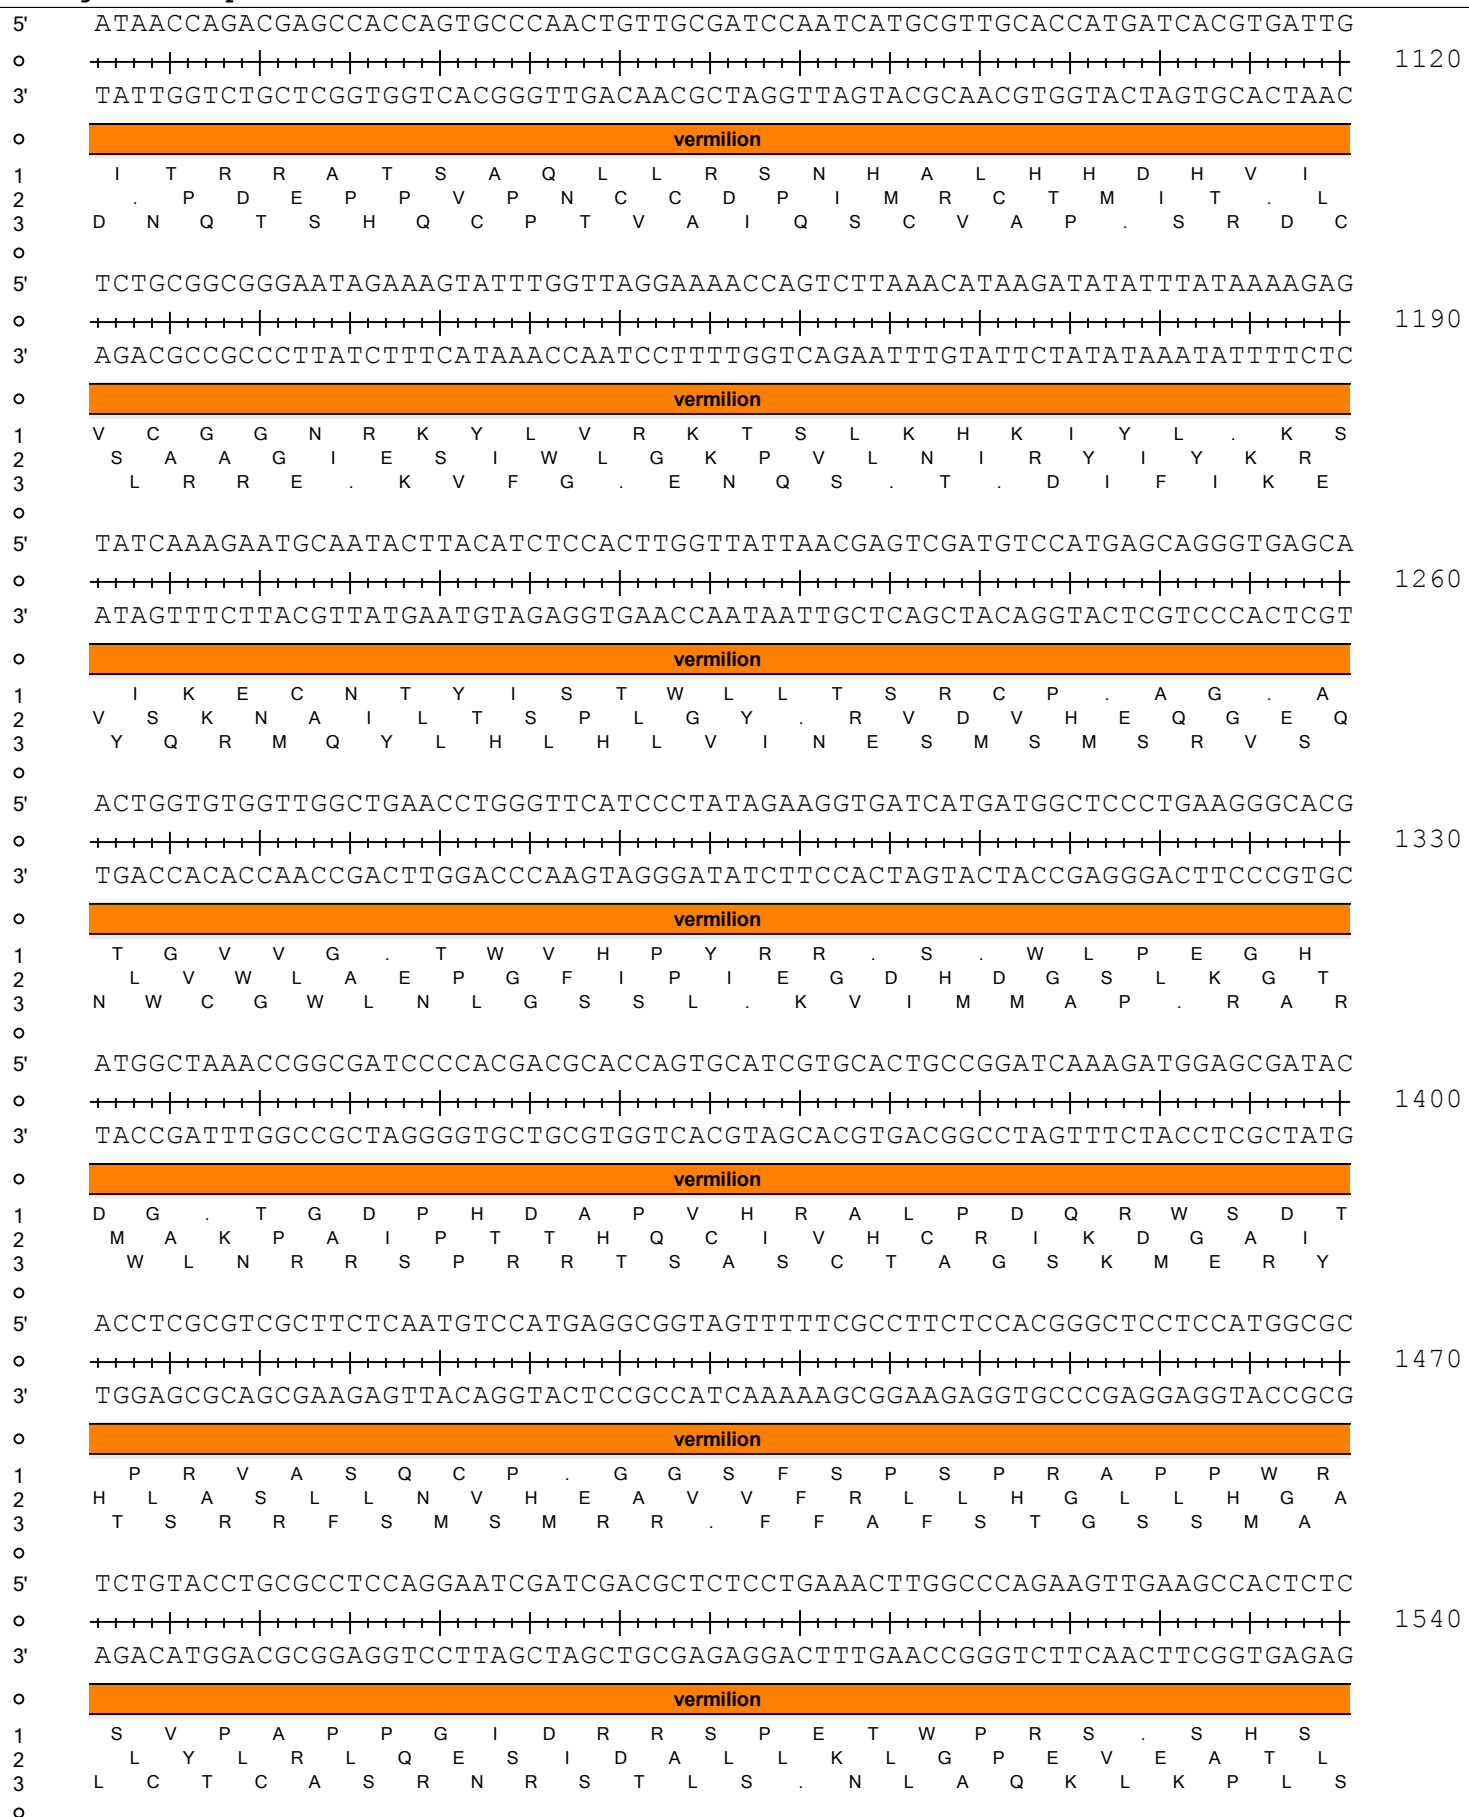 5' ATAACCAGACGAGCCACCAGTGCCCAACTGTTGCGATCCAATCATGCGTTGCACCATGATCACGTGATTG
1120
3' TATTGGTCTGCTCGGTGGTCACGGGTTGACAACGCTAGGTTAGTACGCAACGTGGTACTAGTGCACTAAC
vermilion
1 I T R R A T S A Q L L R S N H A L H H D H V I
2 . P D E P P V P N C C D P I M R C T M I T . L
3 D N Q T S H Q C P T V A I Q S C V A P . S R D C
5' TCTGCGGCGGGAATAGAAAGTATTTGGTTAGGAAAACCAGTCTTAAACATAAGATATATTTATAAAAGAG
1190
3' AGACGCCGCCCTTATCTTTCATAAACCAATCCTTTTGGTCAGAATTTGTATTCTATATAAATATTTTCTC
vermilion
1 V C G G N R K Y L V R K T S L K H K I Y L . K S
2 S A A G I E S I W L G K P V L N I R Y I Y K R
3 L R R E . K V F G . E N Q S . T . D I F I K E
5' TATCAAAGAATGCAATACTTACATCTCCACTTGGTTATTAACGAGTCGATGTCCATGAGCAGGGTGAGCA
1260
3' ATAGTTTCTTACGTTATGAATGTAGAGGTGAACCAATAATTGCTCAGCTACAGGTACTCGTCCCACTCGT
vermilion
1 I K E C N T Y I S T W L L T S R C P . A G . A
2 V S K N A I L T S P L G Y . R V D V H E Q G E Q
3 Y Q R M Q Y L H L H L V I N E S M S M S R V S
5' ACTGGTGTGGTTGGCTGAACCTGGGTTCATCCCTATAGAAGGTGATCATGATGGCTCCCTGAAGGGCACG
1330
3' TGACCACACCAACCGACTTGGACCCAAGTAGGGATATCTTCCACTAGTACTACCGAGGGACTTCCCGTGC
vermilion
1 T G V V G . T W V H P Y R R . S . W L P E G H
2 L V W L A E P G F I P I E G D H D G S L K G T
3 N W C G W L N L G S S L . K V I M M A P . R A R
5' ATGGCTAAACCGGCGATCCCCACGACGCACCAGTGCATCGTGCACTGCCGGATCAAAGATGGAGCGATAC
1400
3' TACCGATTTGGCCGCTAGGGGTGCTGCGTGGTCACGTAGCACGTGACGGCCTAGTTTCTACCTCGCTATG
vermilion
1 D G . T G D P H D A P V H R A L P D Q R W S D T
2 M A K P A I P T T H Q C I V H C R I K D G A I
3 W L N R R S P R R T S A S C T A G S K M E R Y
5' ACCTCGCGTCGCTTCTCAATGTCCATGAGGCGGTAGTTTTTCGCCTTCTCCACGGGCTCCTCCATGGCGC
1470
3' TGGAGCGCAGCGAAGAGTTACAGGTACTCCGCCATCAAAAAGCGGAAGAGGTGCCCGAGGAGGTACCGCG
vermilion
1 P R V A S Q C P . G G S F S P S P R A P P W R
2 H L A S L L N V H E A V V F R L L H G L L H G A
3 T S R R F S M S M R R . F F A F S T G S S M A
5' TCTGTACCTGCGCCTCCAGGAATCGATCGACGCTCTCCTGAAACTTGGCCCAGAAGTTGAAGCCACTCTC
1540
3' AGACATGGACGCGGAGGTCCTTAGCTAGCTGCGAGAGGACTTTGAACCGGGTCTTCAACTTCGGTGAGAG
vermilion
1 S V P A P P G I D R R S P E T W P R S . S H S
2 L Y L R L Q E S I D A L L K L G P E V E A T L
3 L C T C A S R N R S T L S . N L A Q K L K P L S